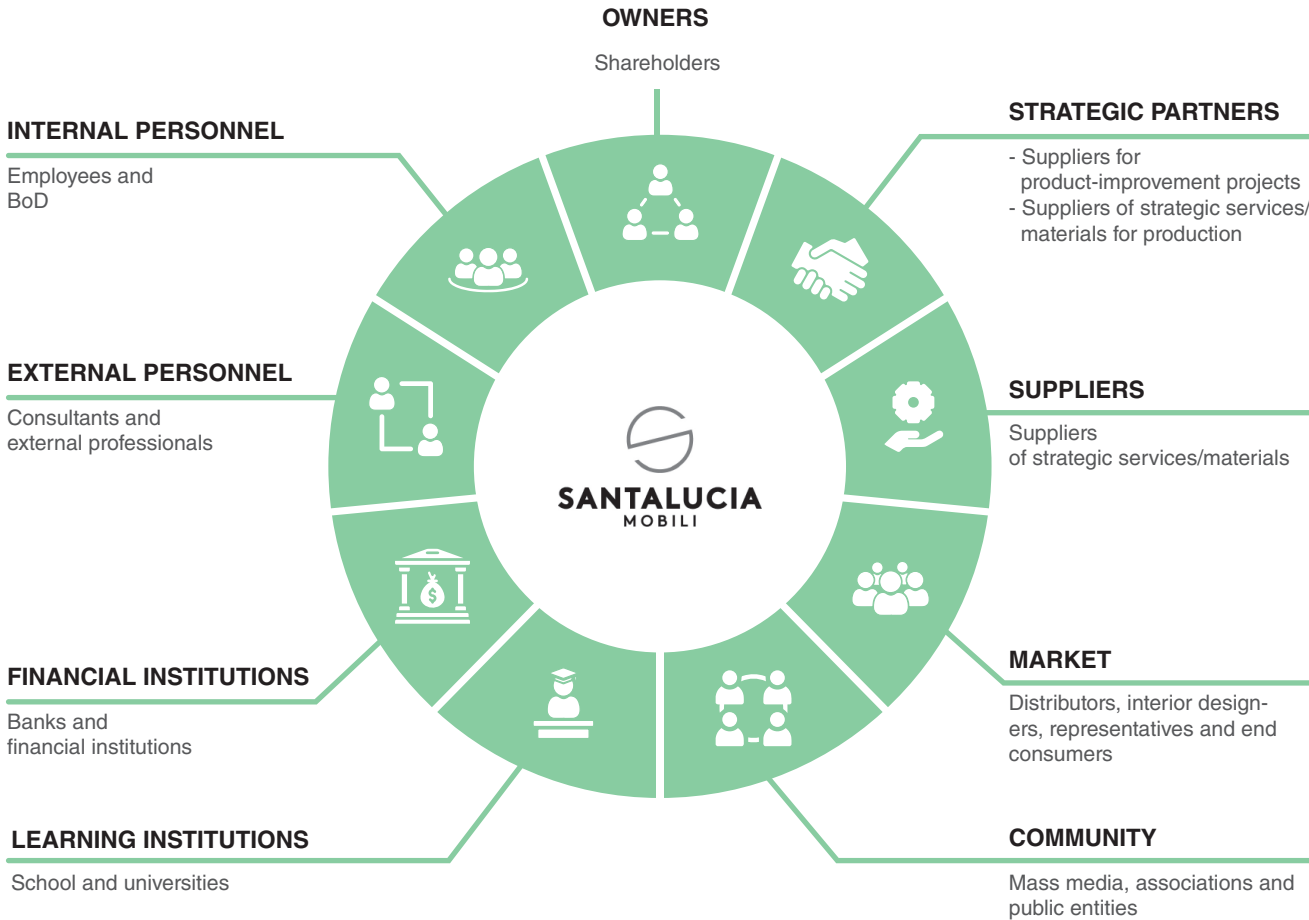 OWNERS
Shareholders
STRATEGIC PARTNERS
- Suppliers for
product-improvement projects
- Suppliers of strategic services/
materials for production
SUPPLIERS
Suppliers
of strategic services/materials
MARKET
Distributors, interior design-
ers, representatives and end
consumers
COMMUNITY
Mass media, associations and
public entities
LEARNING INSTITUTIONS
School and universities
FINANCIAL INSTITUTIONS
Banks and
financial institutions
EXTERNAL PERSONNEL
Consultants and
external professionals
INTERNAL PERSONNEL
Employees and
BoD
SANTALUCIA
MOBILI
$